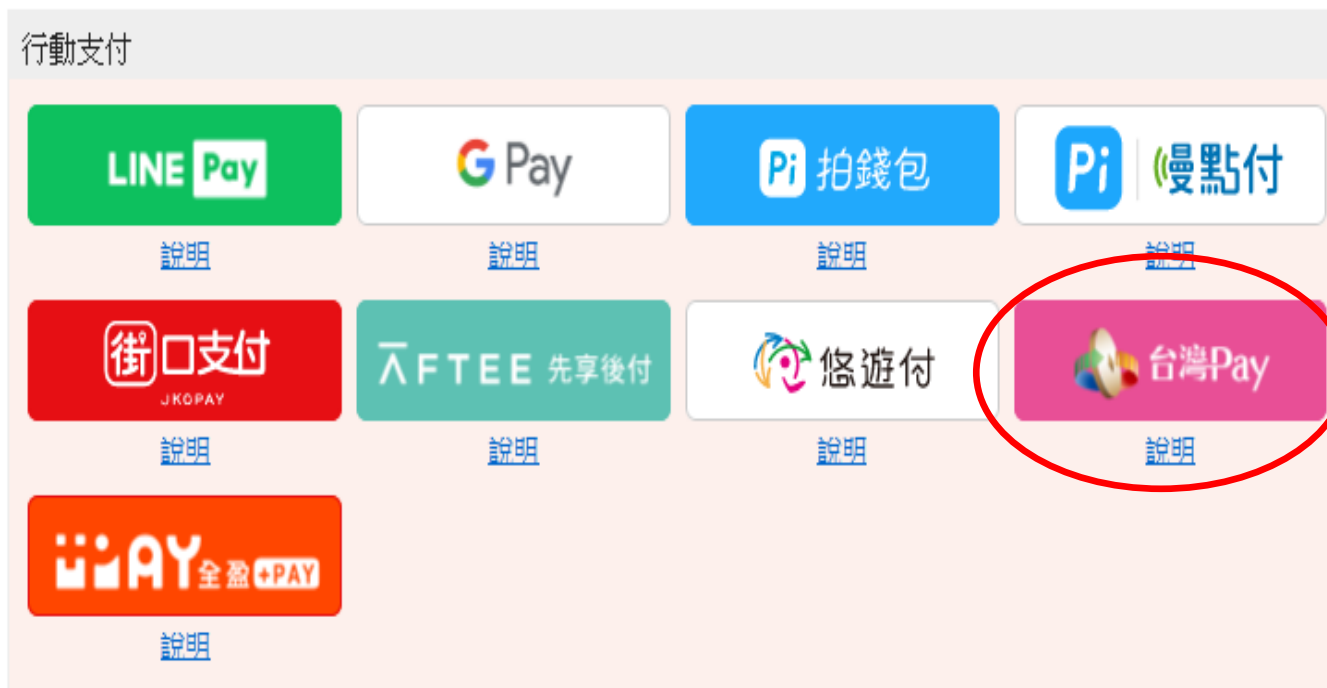 行動支付
LINE Pay
G Pay
Pi 拍錢包
Pi 慢點付
說明
說明
說明
說明
街口支付
JKOPAY
AFTEE 先享後付
悠遊付
台灣Pay
說明
說明
說明
說明
全盈+PAY
說明